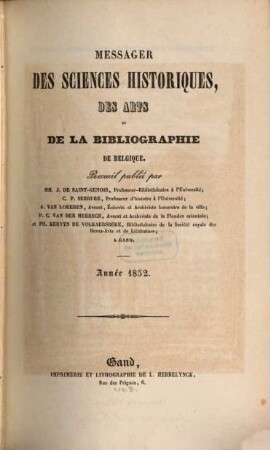 MESSAGER
DES SCIENCES HISTORIQUES,
DES ARTS
ET
DE LA BIBLIOGRAPHIE
DE BELGIQUE.
Recueil publié par
MM. J. DE SAINT-GENOIS, Professeur-Bibliothécaire à l'Université;
C. P. SERRURE, Professeur d'histoire à l'Université;
A. VAN LOKEREN, Avocat, Échevin et Archiviste honoraire de la ville;
P. C. VAN DER MEERSCH, Avocat et Archiviste de la Flandre orientale;
et PH. KERVYN DE VOLKAERSBEKE, Bibliothécaire de la Société royale des
Beaux-Arts et de Littérature;
A GAND.
Année 1852.
Gand,
IMPRIMERIE ET LITHOGRAPHIE DE L. HEBBELYNCK,
Rue des Peignes, 6.